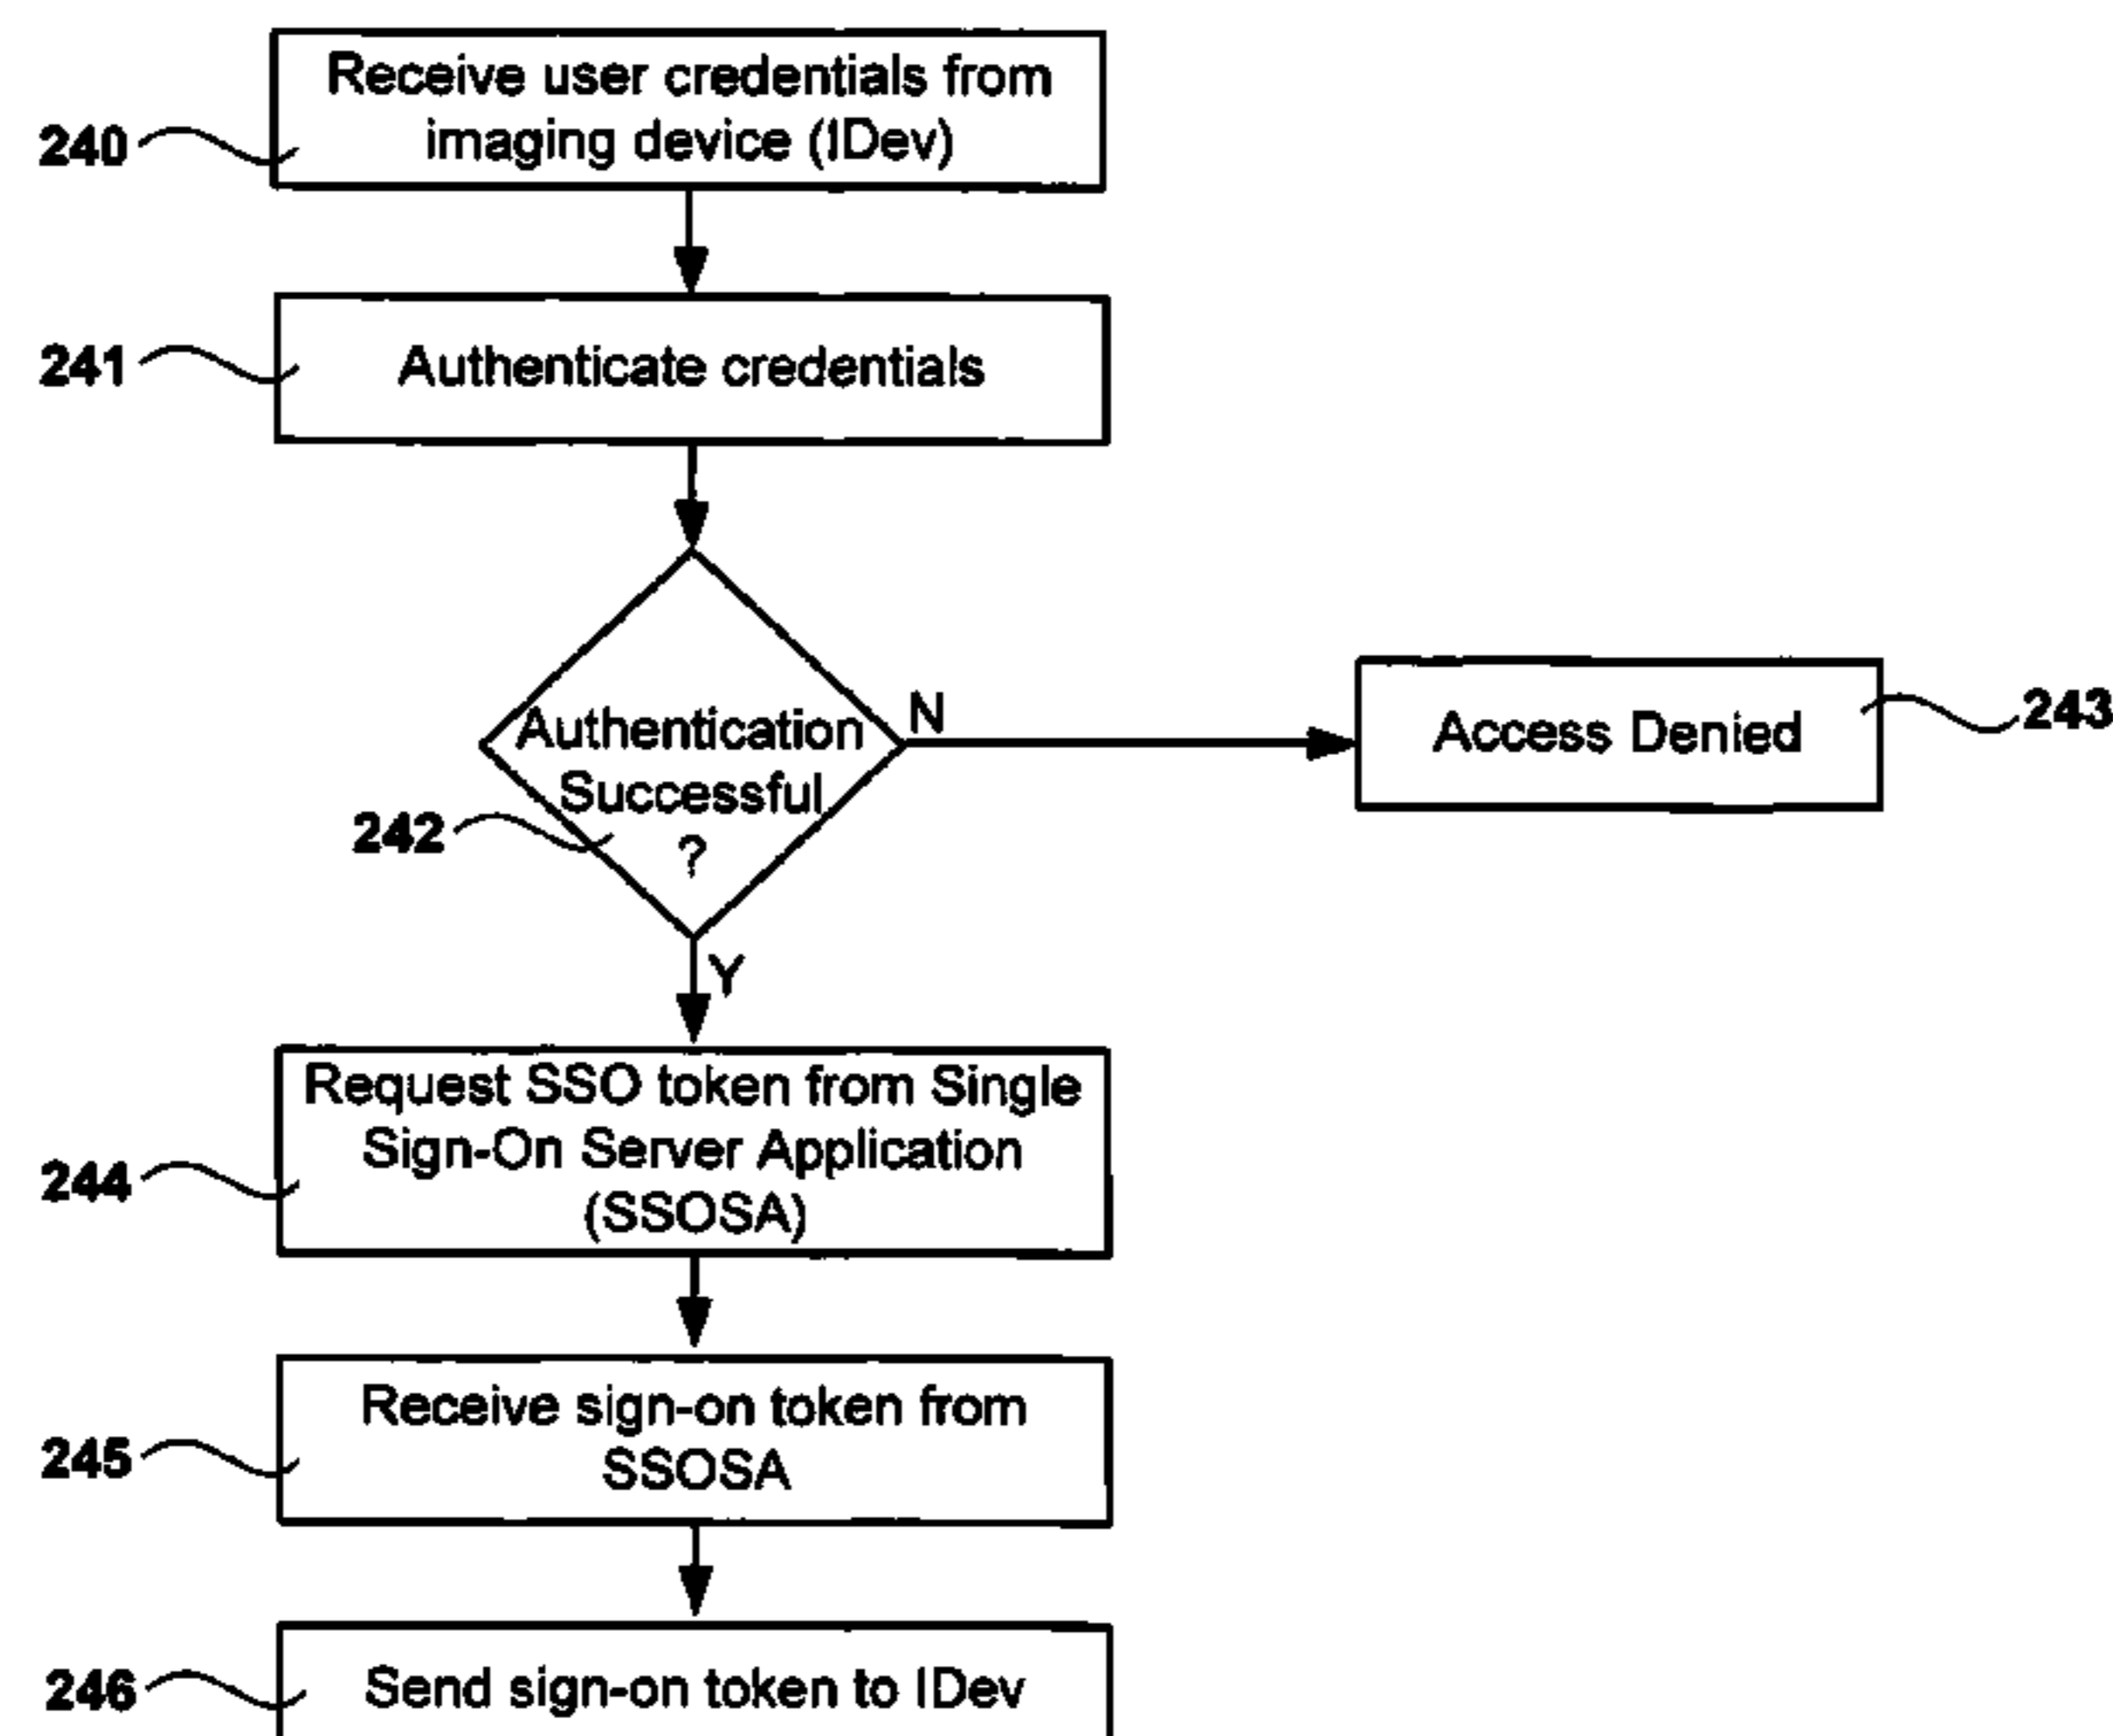 Receive user credentials from
imaging device (IDev)
240
241
Authenticate credentials
Authentication
Successful
?
242
N
Access Denied
243
Y
Request SSO token from Single
Sign-On Server Application
(SSOSA)
244
Receive sign-on token from
SSOSA
245
246
Send sign-on token to IDev